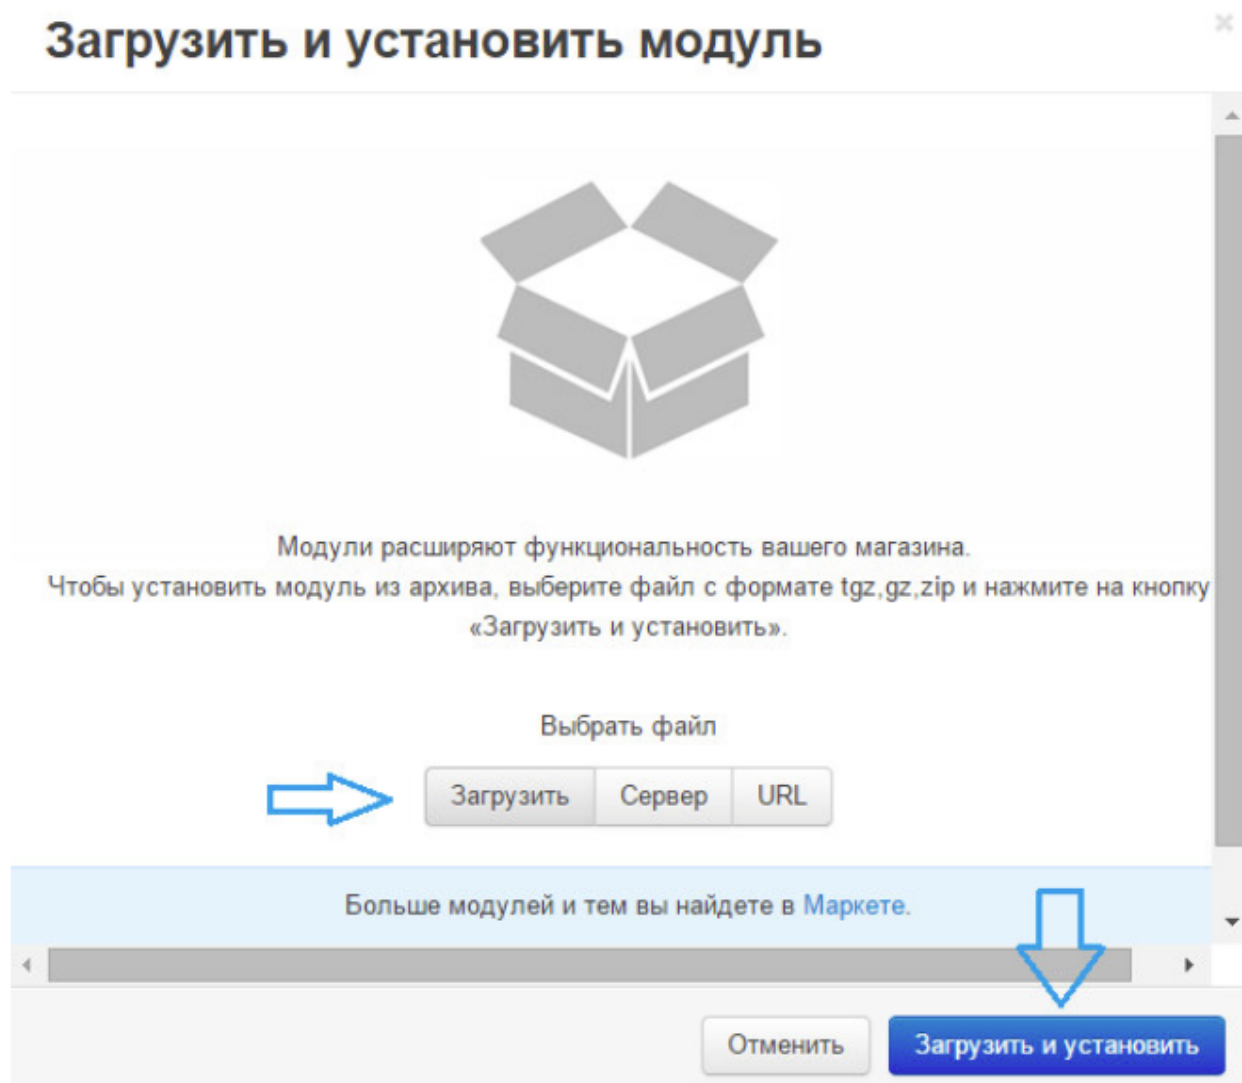 Загрузить и установить модуль
Модули расширяют функциональность вашего магазина.
Чтобы установить модуль из архива, выберите файл с формате tgz,gz,zip и нажмите на кнопку
«Загрузить и установить».
Выбрать файл
Загрузить Сервер URL
Больше модулей и тем вы найдете в Маркете.
Отменить Загрузить и установить